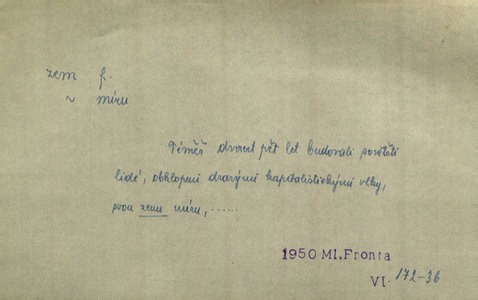 zem f.
~ míru
Téměř dvacet pět let budovali sovětští
lidé, obklopeni dravými kapitalistickými vlky,
svou zemi míru, ......
1950 Ml, Fronta
VI. 172-36